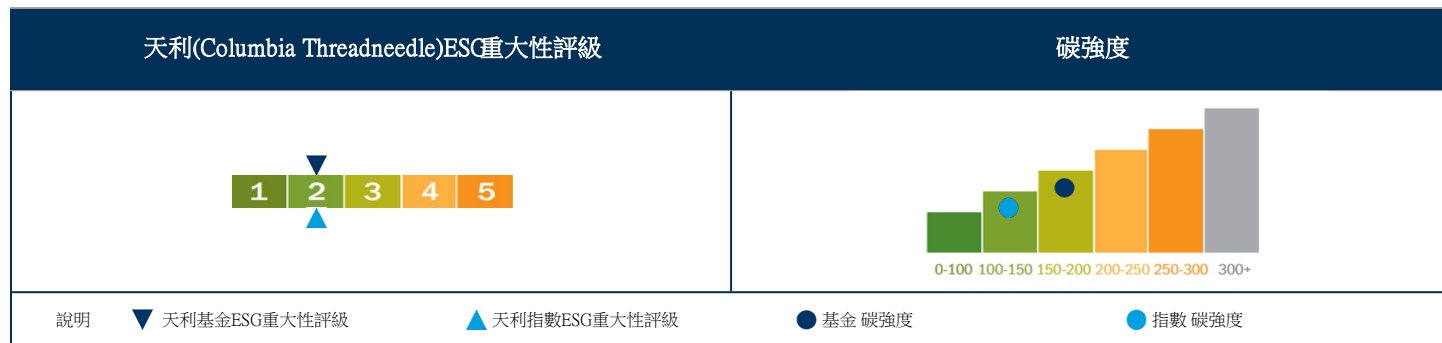 天利(Columbia Threadneedle)ESG重大性評級
碳強度
1 2 3 4 5
0-100 100-150 150-200 200-250 250-300 300+
說明 天利基金ESG重大性評級 天利指數ESG重大性評級 基金 碳強度 指數 碳強度